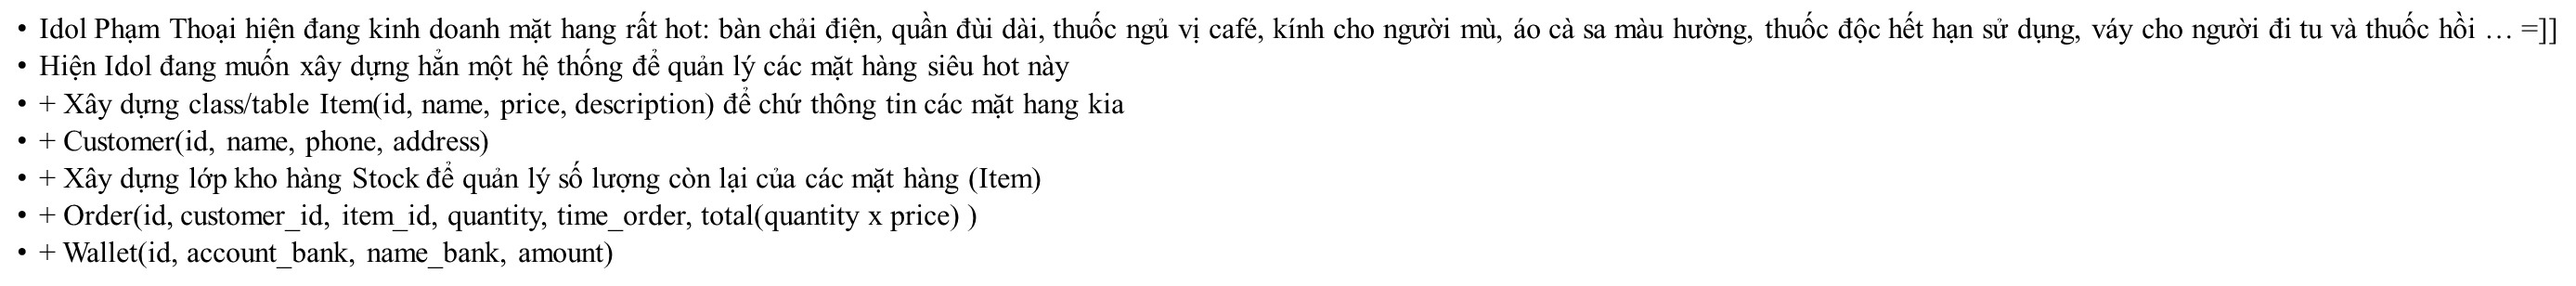 • Idol Phạm Thoại hiện đang kinh doanh mặt hang rất hot: bàn chải điện, quần đùi dài, thuốc ngủ vị café, kính cho người mù, áo cà sa màu hường, thuốc độc hết hạn sử dụng, váy cho người đi tu và thuốc hồi … =]]
• Hiện Idol đang muốn xây dựng hẳn một hệ thống để quản lý các mặt hàng siêu hot này
• + Xây dựng class/table Item(id, name, price, description) để chứ thông tin các mặt hang kia
• + Customer(id, name, phone, address)
• + Xây dựng lớp kho hàng Stock để quản lý số lượng còn lại của các mặt hàng (Item)
• + Order(id, customer_id, item_id, quantity, time_order, total(quantity x price) )
• + Wallet(id, account_bank, name_bank, amount)